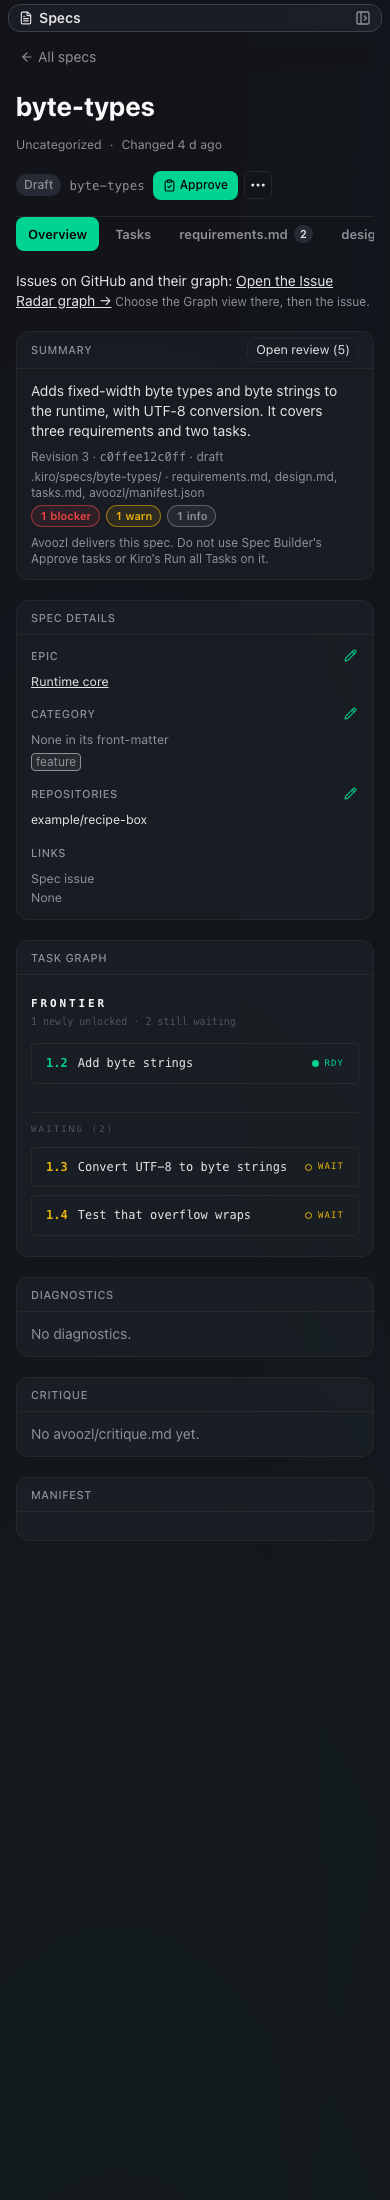 Specs
← All specs
byte-types
Uncategorized · Changed 4 d ago
Draft byte-types Approve ···
Overview Tasks requirements.md 2 desig
Issues on GitHub and their graph: Open the Issue
Radar graph → Choose the Graph view there, then the issue.
SUMMARY Open review (5)
Adds fixed-width byte types and byte strings to
the runtime, with UTF-8 conversion. It covers
three requirements and two tasks.
Revision 3 · c0ffee12c0ff · draft
.kiro/specs/byte-types/ · requirements.md, design.md,
tasks.md, avoozl/manifest.json
1 blocker 1 warn 1 info
Avoozl delivers this spec. Do not use Spec Builder's
Approve tasks or Kiro's Run all Tasks on it.
SPEC DETAILS
EPIC
Runtime core
CATEGORY
None in its front-matter
feature
REPOSITORIES
example/recipe-box
LINKS
Spec issue
None
TASK GRAPH
FRONTIER
1 newly unlocked · 2 still waiting
1.2 Add byte strings RDY
WAITING (2)
1.3 Convert UTF-8 to byte strings WAIT
1.4 Test that overflow wraps WAIT
DIAGNOSTICS
No diagnostics.
CRITIQUE
No avoozl/critique.md yet.
MANIFEST